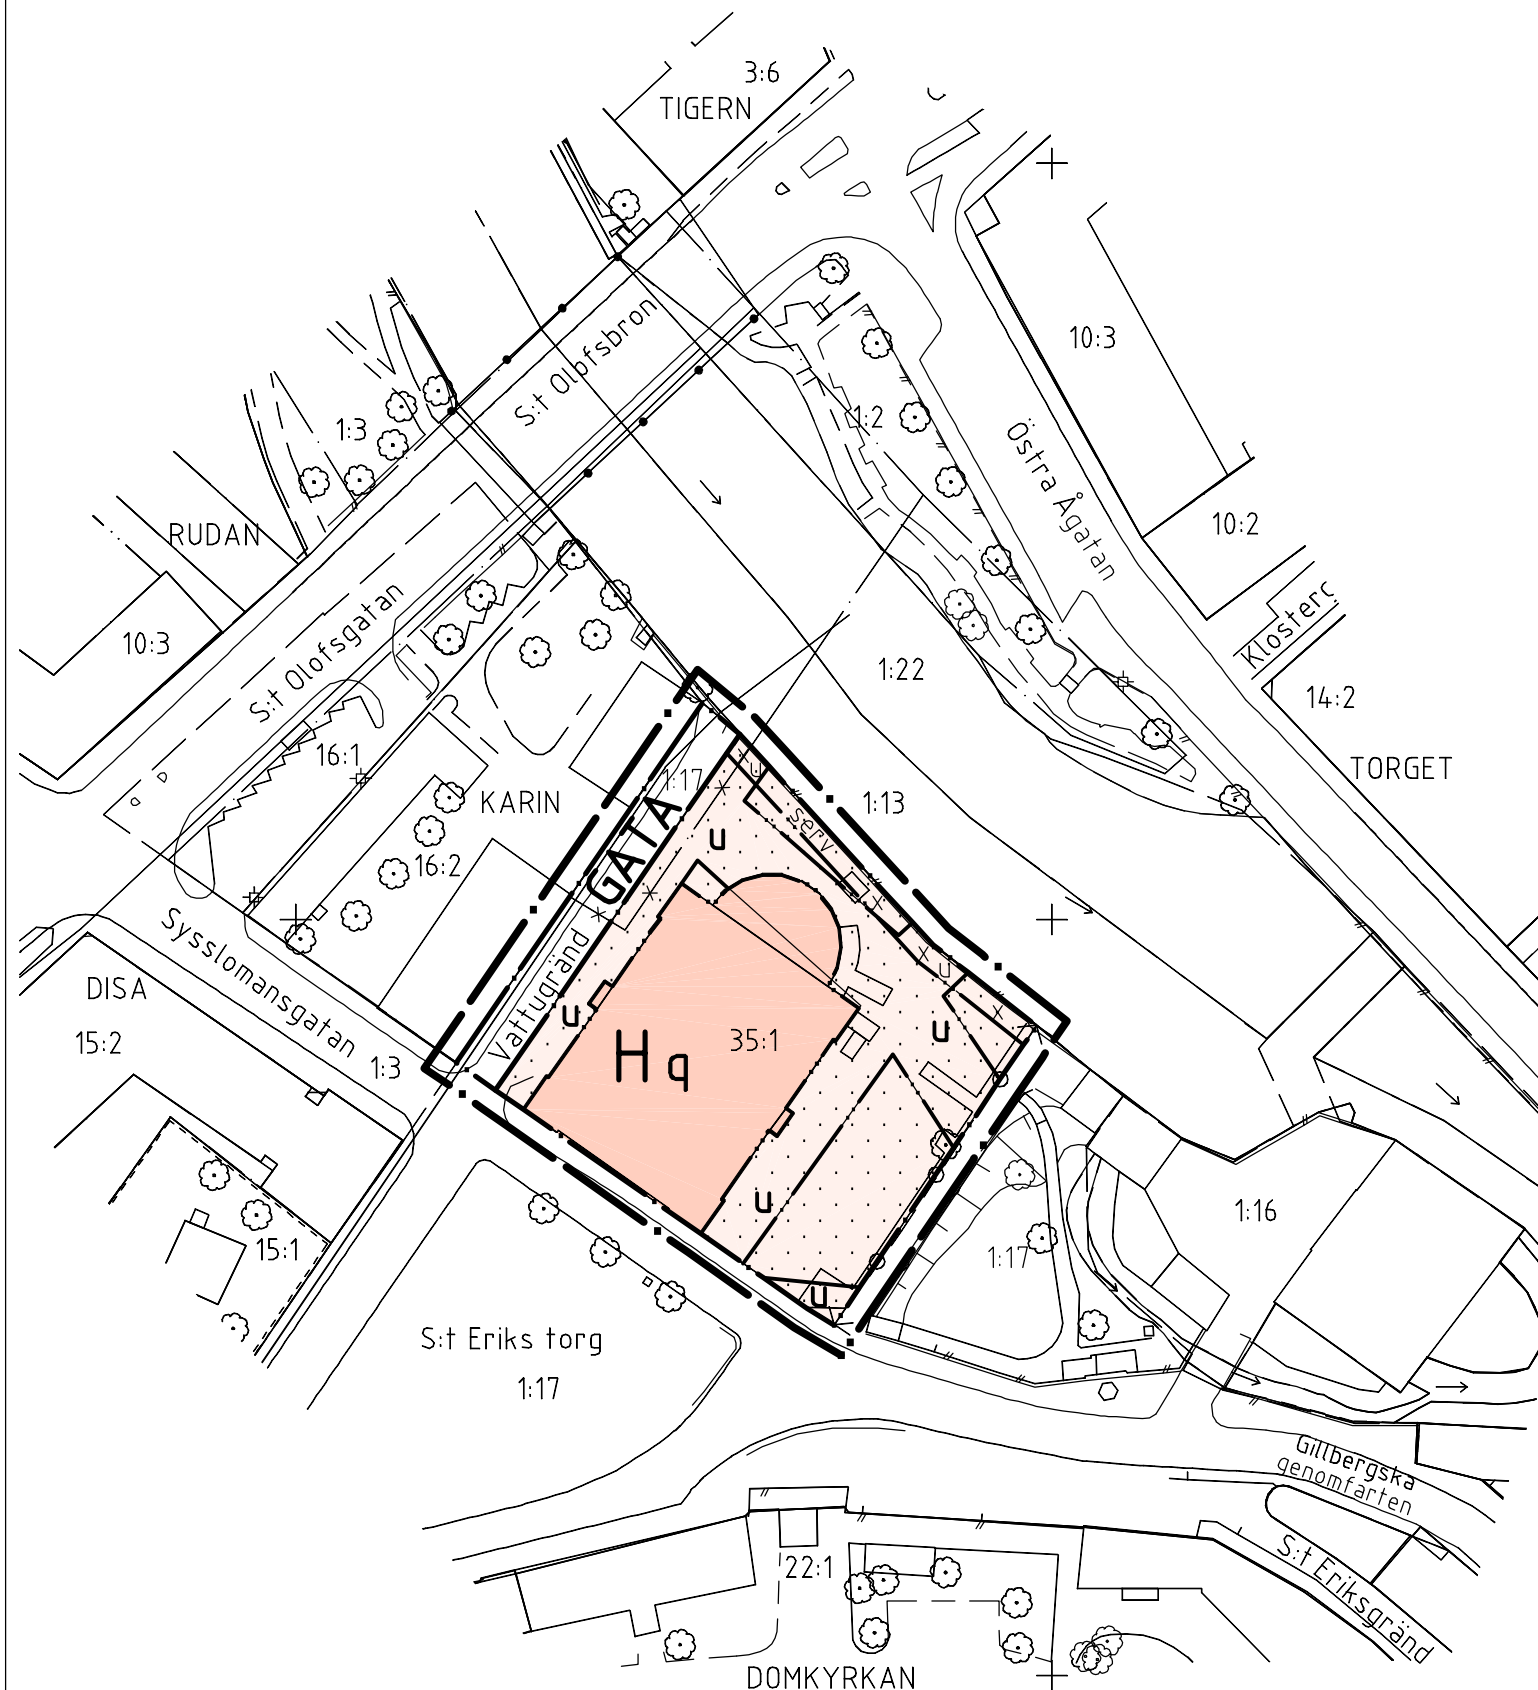 3:6
TIGERN
10:3
S:t Olofsbron
1:3
1:2
Östra Ågatan
10:2
RUDAN
10:3
S:t Olofsgatan
1:22
14:2
16:1
TORGET
1:17
KARIN
1:13
GATA
serv
u
u
16:2
Sysslomansgatan
Vattugränd
DISA
u
15:2
u
u
35:1
1:3
H q
u
1:16
15:1
1:17
u
S:t Eriks torg
1:17
Gillbergska
genomfarten
S:t Eriksgränd
22:1
DOMKYRKAN